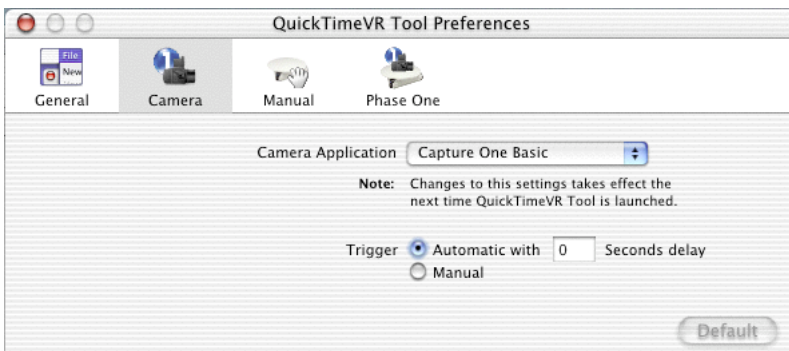 QuickTimeVR Tool Preferences
File
New
General
Camera
Manual
Phase One
Camera Application Capture One Basic
Note: Changes to this settings takes effect the
next time QuickTimeVR Tool is launched.
Trigger Automatic with 0 Seconds delay
Manual
Default